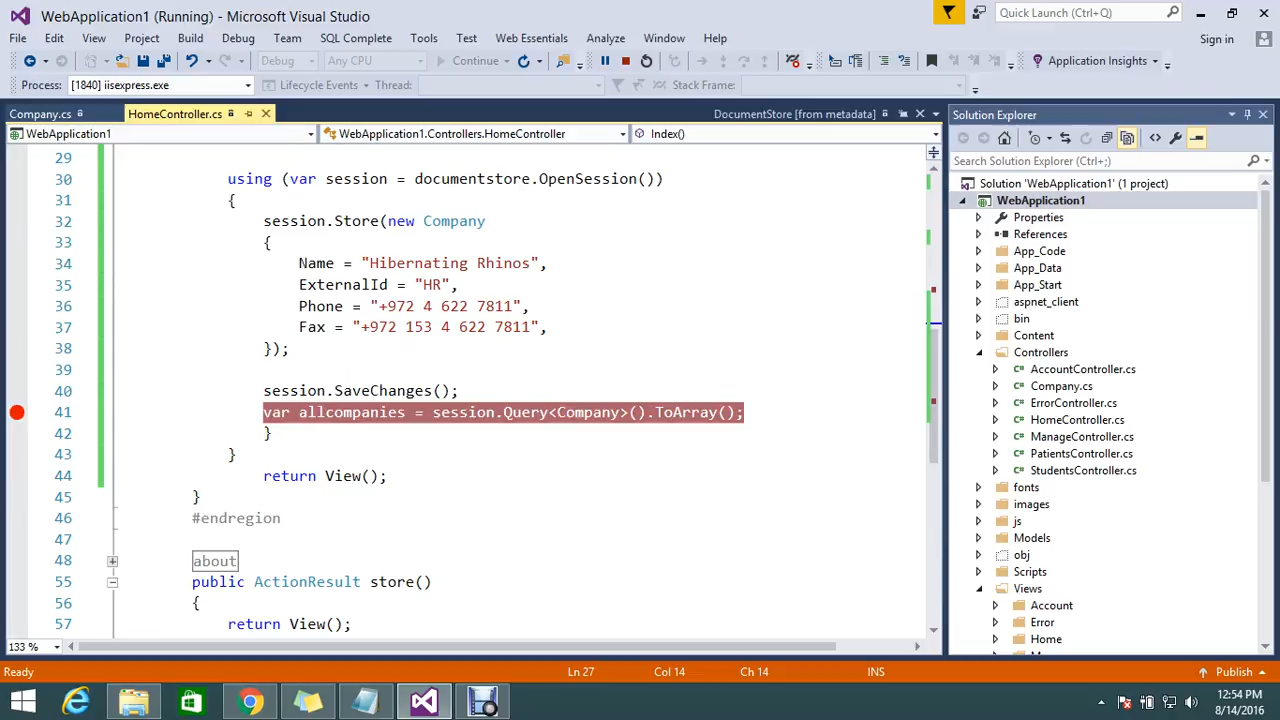 WebApplication1 (Running) - Microsoft Visual Studio
Quick Launch (Ctrl+Q)
File Edit View Project Build Debug Team SQL Complete Tools Test Web Essentials Analyze Window Help
Sign in
Debug Any CPU Continue Application Insights
Process: [1840] iisexpress.exe Lifecycle Events Thread: Stack Frame:
Company.cs HomeController.cs DocumentStore [from metadata]
WebApplication1 WebApplication1.Controllers.HomeController Index()
29
30 using (var session = documentstore.OpenSession())
31 {
32 session.Store(new Company
33 {
34 Name = "Hibernating Rhinos",
35 ExternalId = "HR",
36 Phone = "+972 4 622 7811",
37 Fax = "+972 153 4 622 7811",
38 });
39
40 session.SaveChanges();
41 var allcompanies = session.Query<Company>().ToArray();
42 }
43 }
44 return View();
45 }
46 #endregion
47
48 about
55 public ActionResult store()
56 {
57 return View();
133 %
Solution Explorer
Search Solution Explorer (Ctrl+;)
Solution 'WebApplication1' (1 project)
WebApplication1
Properties
References
App_Code
App_Data
App_Start
aspnet_client
bin
Content
Controllers
AccountController.cs
Company.cs
ErrorController.cs
HomeController.cs
ManageController.cs
PatientsController.cs
StudentsController.cs
fonts
images
js
Models
obj
Scripts
Views
Account
Error
Home
Ready Ln 27 Col 14 Ch 14 INS Publish
12:54 PM
8/14/2016